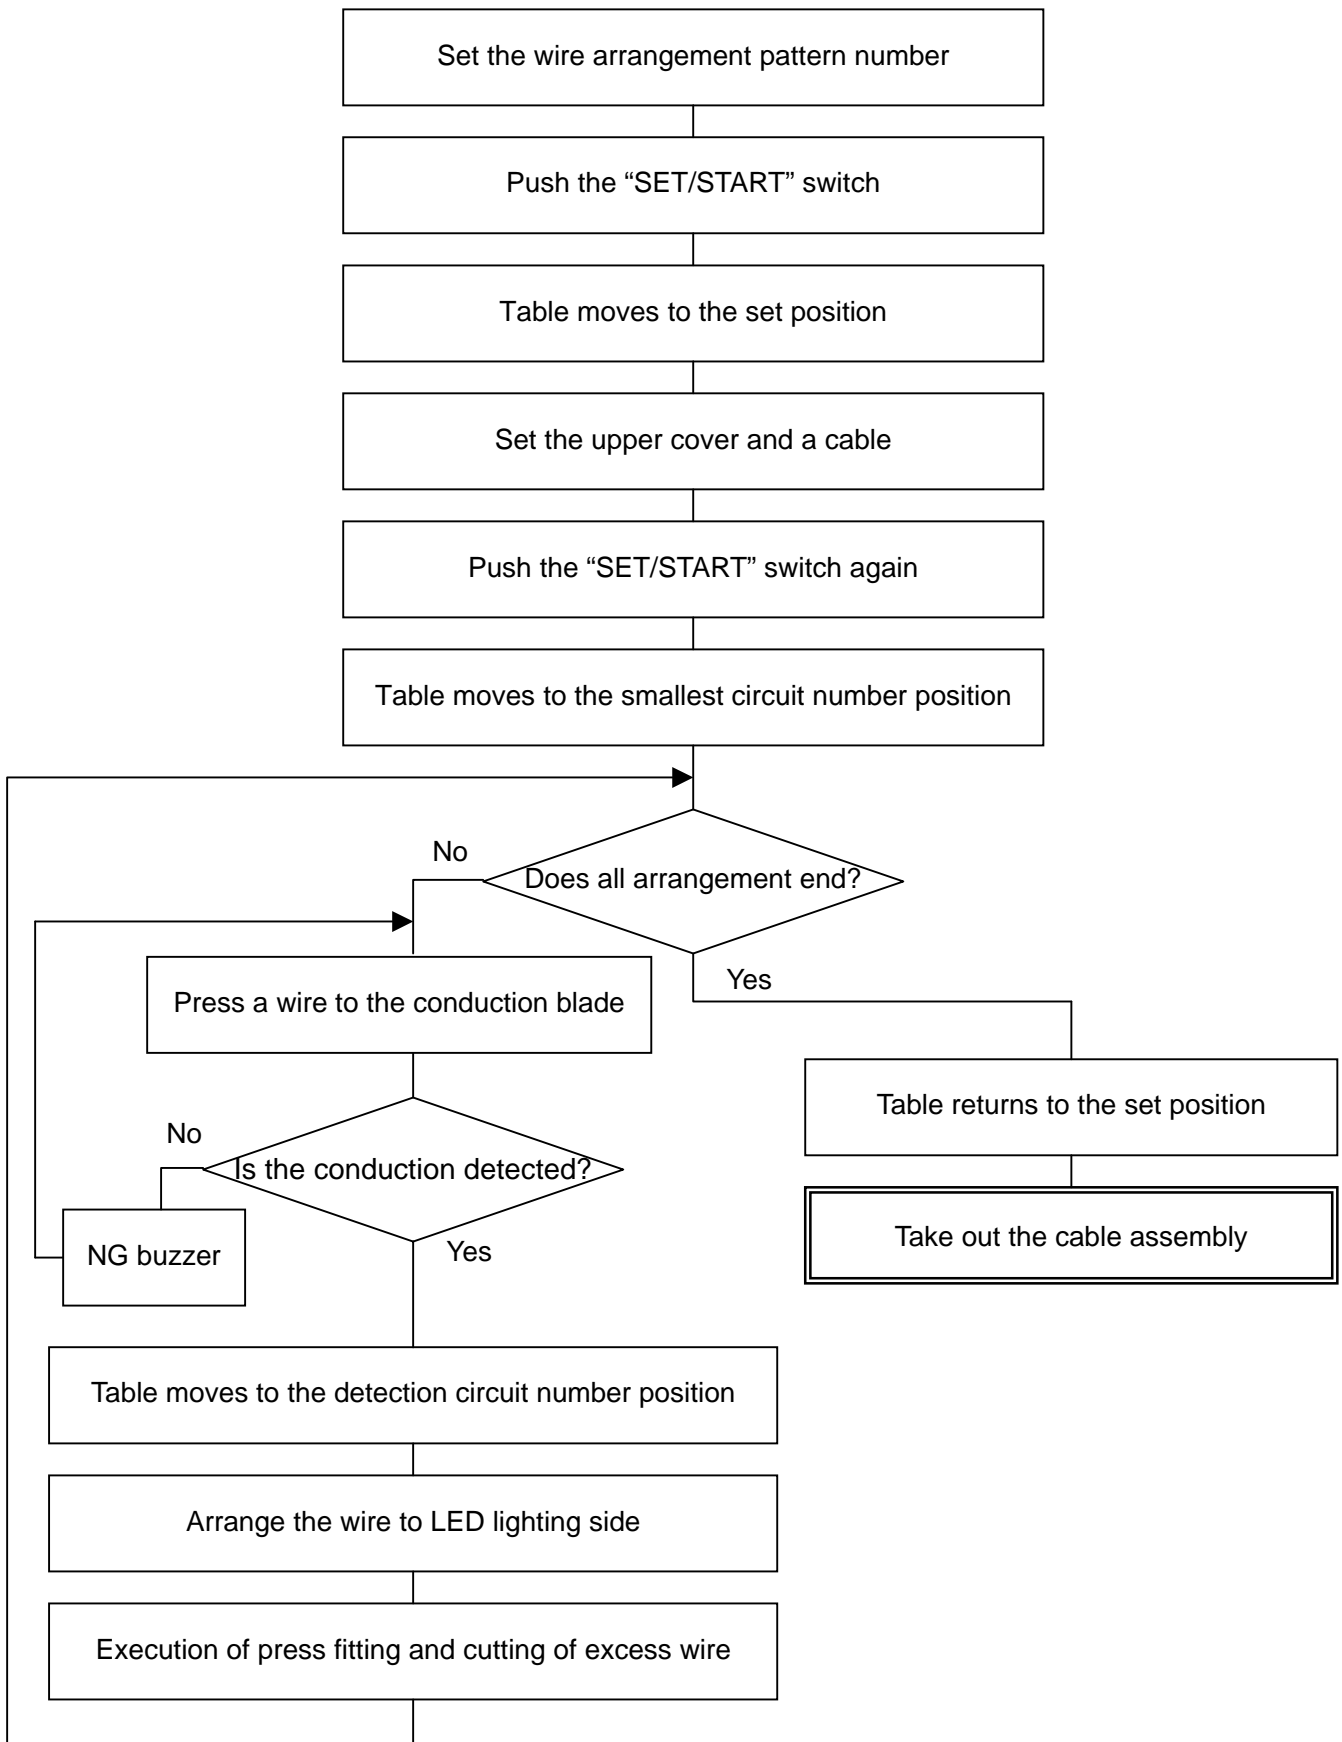 Set the wire arrangement pattern number
Push the “SET/START” switch
Table moves to the set position
Set the upper cover and a cable
Push the “SET/START” switch again
Table moves to the smallest circuit number position
No
Does all arrangement end?
Yes
Press a wire to the conduction blade
Table returns to the set position
No
Is the conduction detected?
Take out the cable assembly
NG buzzer
Yes
Table moves to the detection circuit number position
Arrange the wire to LED lighting side
Execution of press fitting and cutting of excess wire